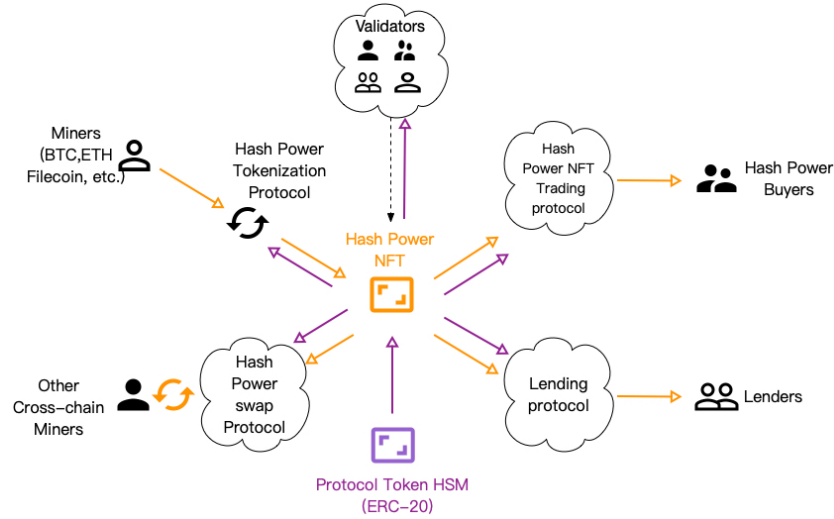 Validators
Miners
(BTC,ETH
Filecoin, etc.)
Hash Power
Tokenization
Protocol
Hash
Power NFT
Trading
protocol
Hash Power
Buyers
Hash Power
NFT
Other
Cross-chain
Miners
Hash
Power
swap
Protocol
Lending
protocol
Lenders
Protocol Token HSM
(ERC-20)